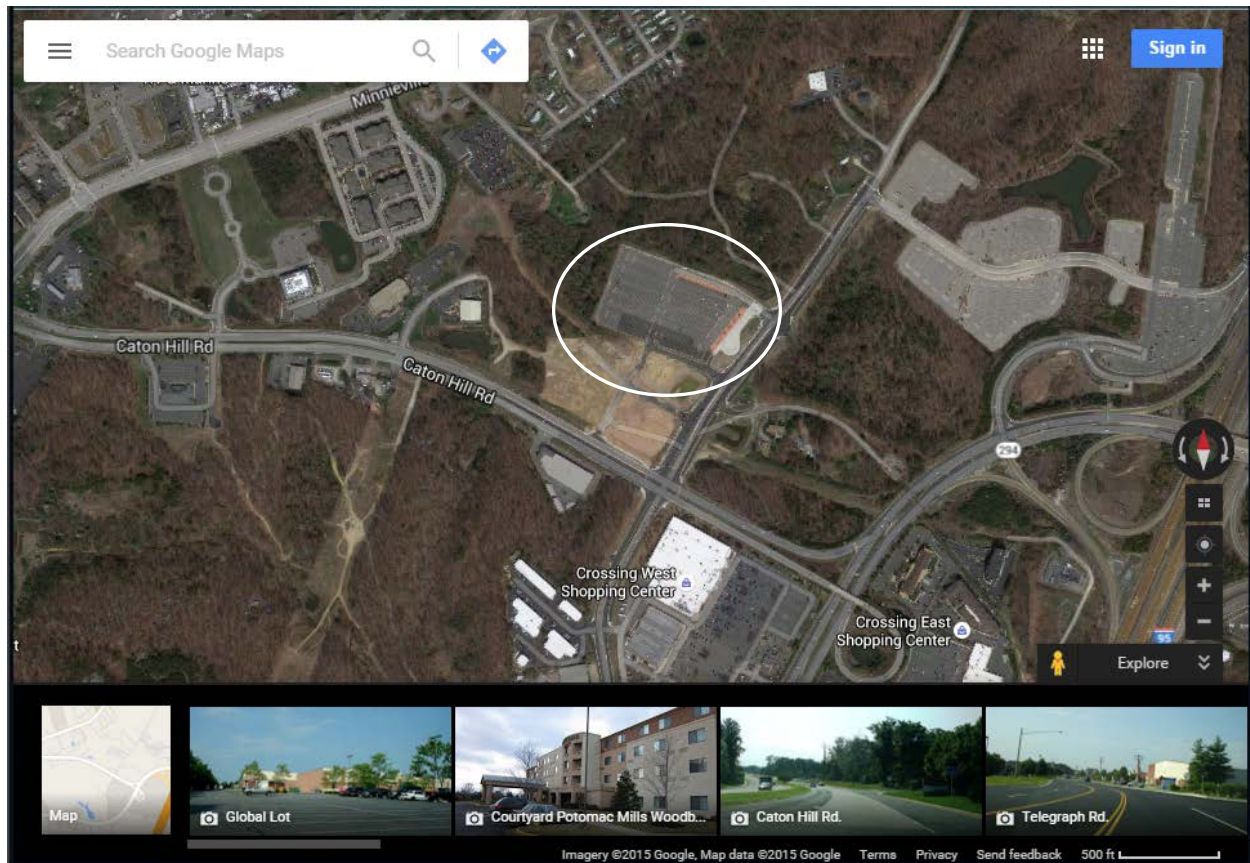 Search Google Maps
Sign in
Minnieville
Caton Hill Rd
Caton Hill Rd
294
Crossing West
Shopping Center
Crossing East
Shopping Center
95
t
Explore
Map
Global Lot
Courtyard Potomac Mills Woodb...
Caton Hill Rd.
Telegraph Rd.
Imagery ©2015 Google, Map data ©2015 Google Terms Privacy Send feedback 500 ft